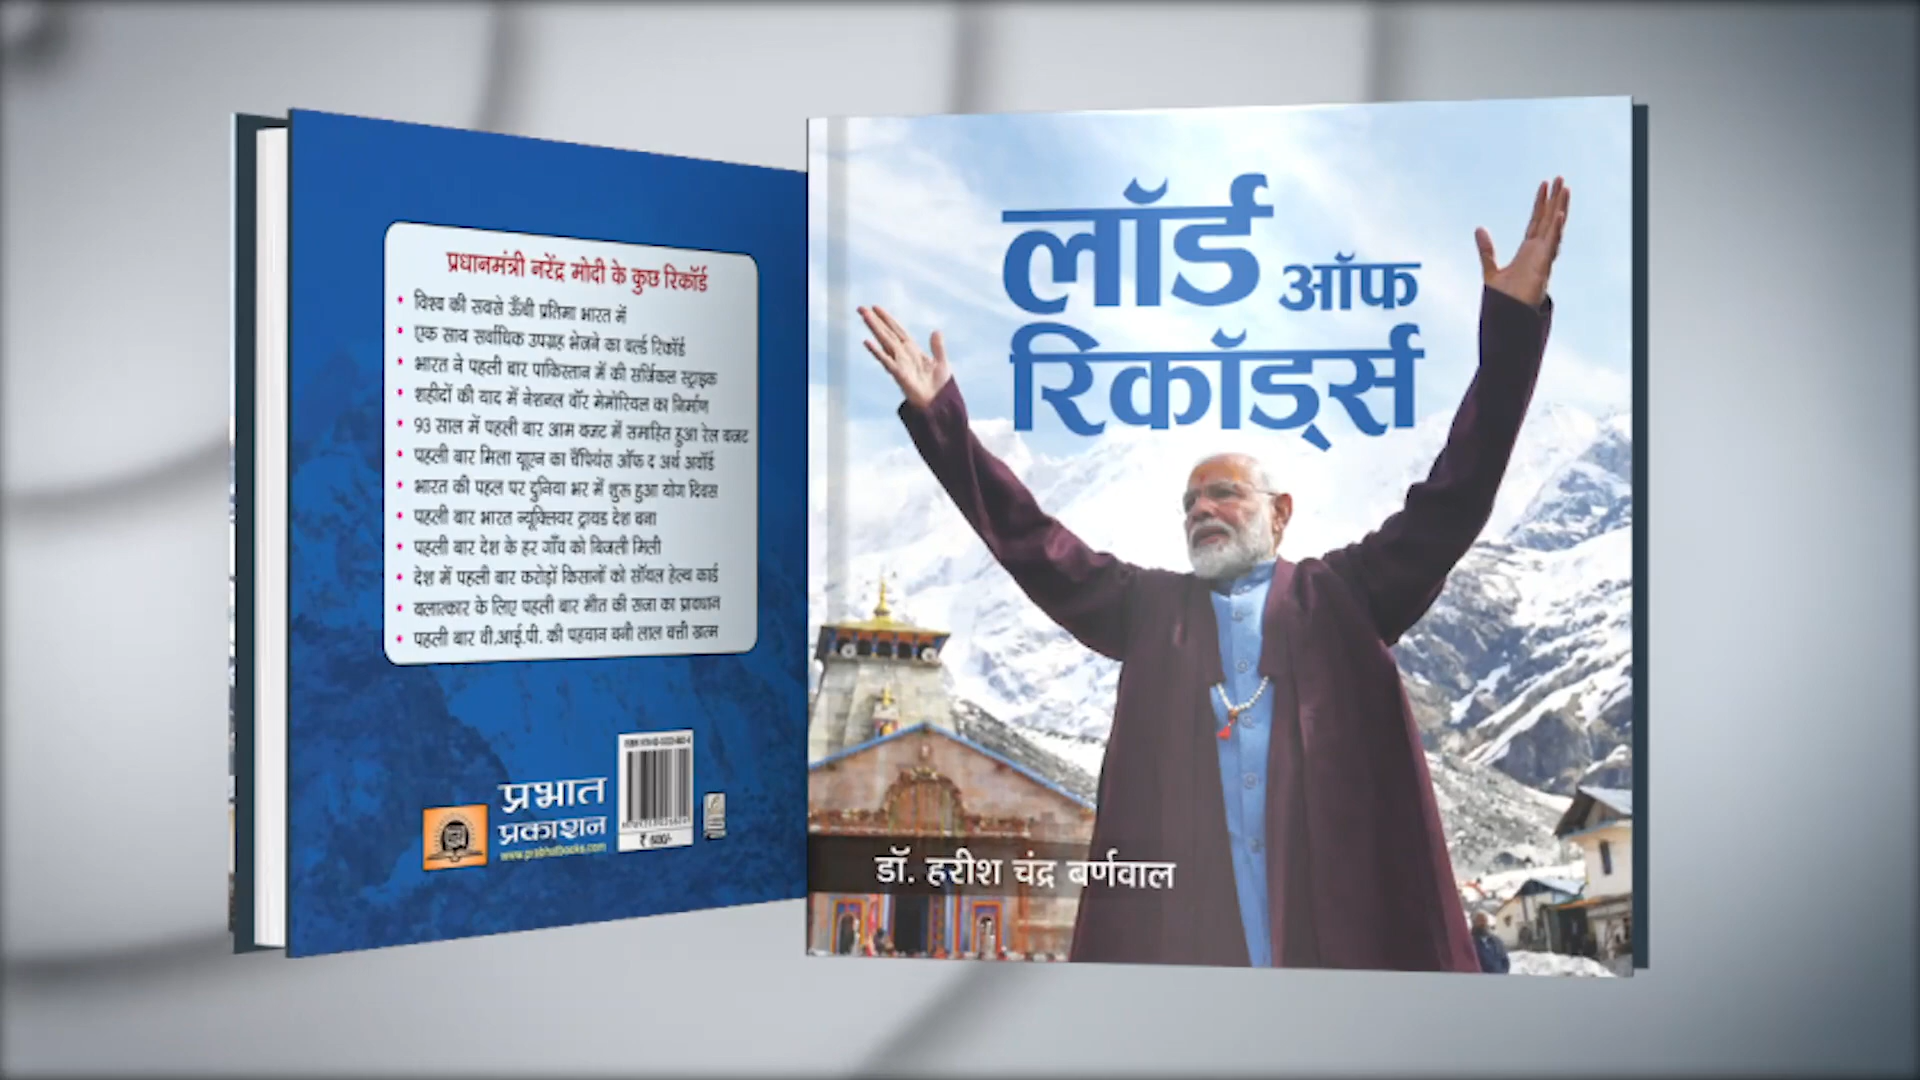 प्रधानमंत्री नरेंद्र मोदी के कुछ रिकॉर्ड
विश्व की सबसे ऊँची प्रतिमा भारत में
एक साथ सर्वाधिक उपग्रह भेजने का वर्ल्ड रिकॉर्ड
भारत ने पहली बार पाकिस्तान में की सर्जिकल स्ट्राइक
शहीदों की याद में नेशनल वॉर मेमोरियल का निर्माण
93 साल में पहली बार आम बजट में समाहित हुआ रेल बजट
पहली बार मिला यूएन का चैंपियंस ऑफ द अर्थ अवॉर्ड
भारत की पहल पर दुनिया भर में शुरू हुआ योग दिवस
पहली बार भारत न्यूक्लियर ट्रायड देश बना
पहली बार देश के हर गाँव को बिजली मिली
देश में पहली बार करोड़ों किसानों को सॉयल हेल्थ कार्ड
बलात्कार के लिए पहली बार मौत की सजा का प्रावधान
पहली बार वी.आई.पी. की पहचान बनी लाल बत्ती खत्म
प्रभात
प्रकाशन
www.prabhatbooks.com
ISBN
₹ 600/-
लॉर्ड ऑफ
रिकॉर्ड्स
डॉ. हरीश चंद्र बर्णवाल